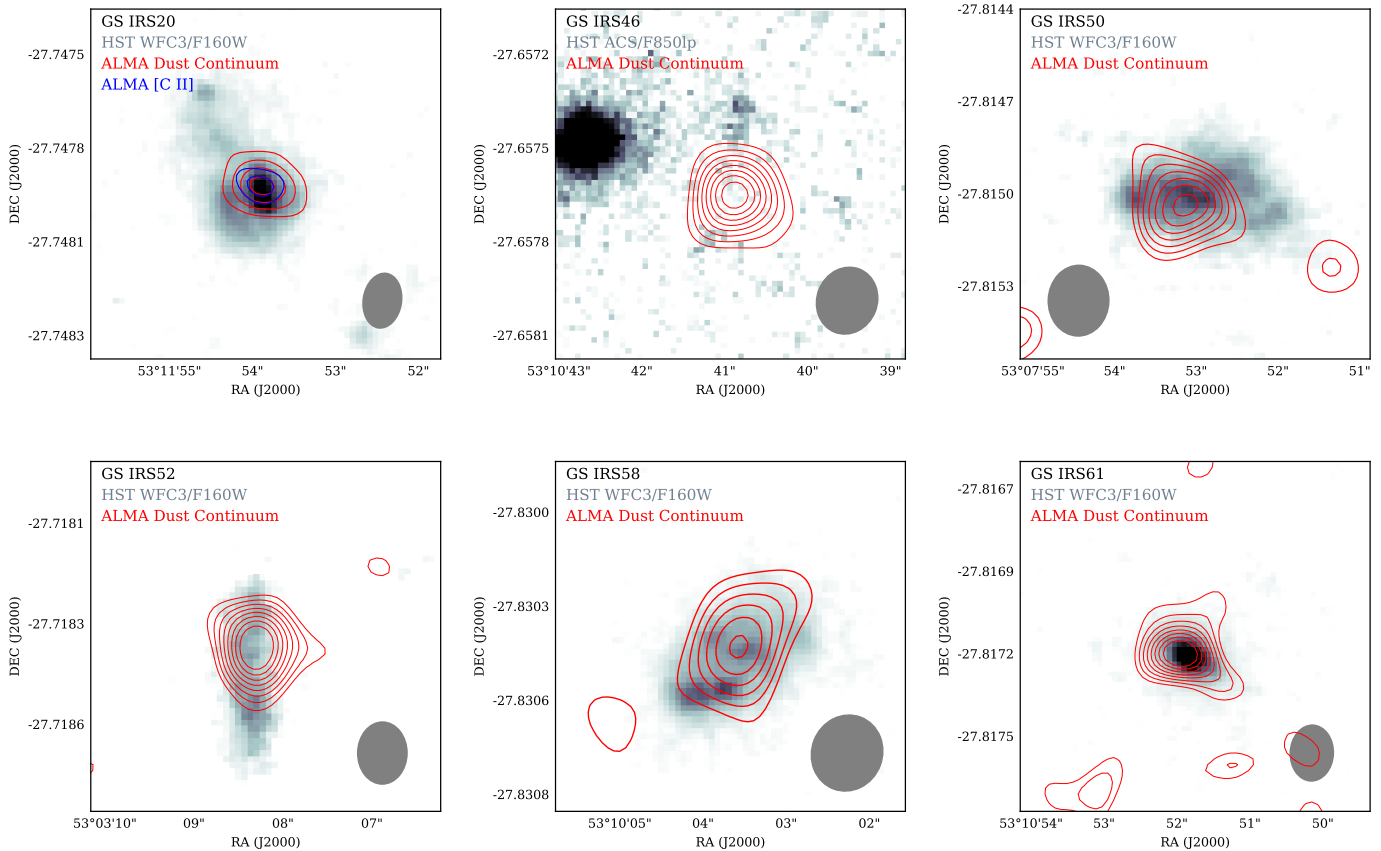 GS IRS20
HST WFC3/F160W
ALMA Dust Continuum
ALMA [C II]
-27.7475
-27.7478
-27.7481
-27.7483
DEC (J2000)
53°11'55" 54" 53" 52"
RA (J2000)
GS IRS46
HST ACS/F850lp
ALMA Dust Continuum
-27.6572
-27.6575
-27.6578
-27.6581
DEC (J2000)
53°10'43" 42" 41" 40" 39"
RA (J2000)
GS IRS50
HST WFC3/F160W
ALMA Dust Continuum
-27.8144
-27.8147
-27.8150
-27.8153
DEC (J2000)
53°07'55" 54" 53" 52" 51"
RA (J2000)
GS IRS52
HST WFC3/F160W
ALMA Dust Continuum
-27.7181
-27.7183
-27.7186
DEC (J2000)
53°03'10" 09" 08" 07"
RA (J2000)
GS IRS58
HST WFC3/F160W
ALMA Dust Continuum
-27.8300
-27.8303
-27.8306
-27.8308
DEC (J2000)
53°10'05" 04" 03" 02"
RA (J2000)
GS IRS61
HST WFC3/F160W
ALMA Dust Continuum
-27.8167
-27.8169
-27.8172
-27.8175
DEC (J2000)
53°10'54" 53" 52" 51" 50"
RA (J2000)